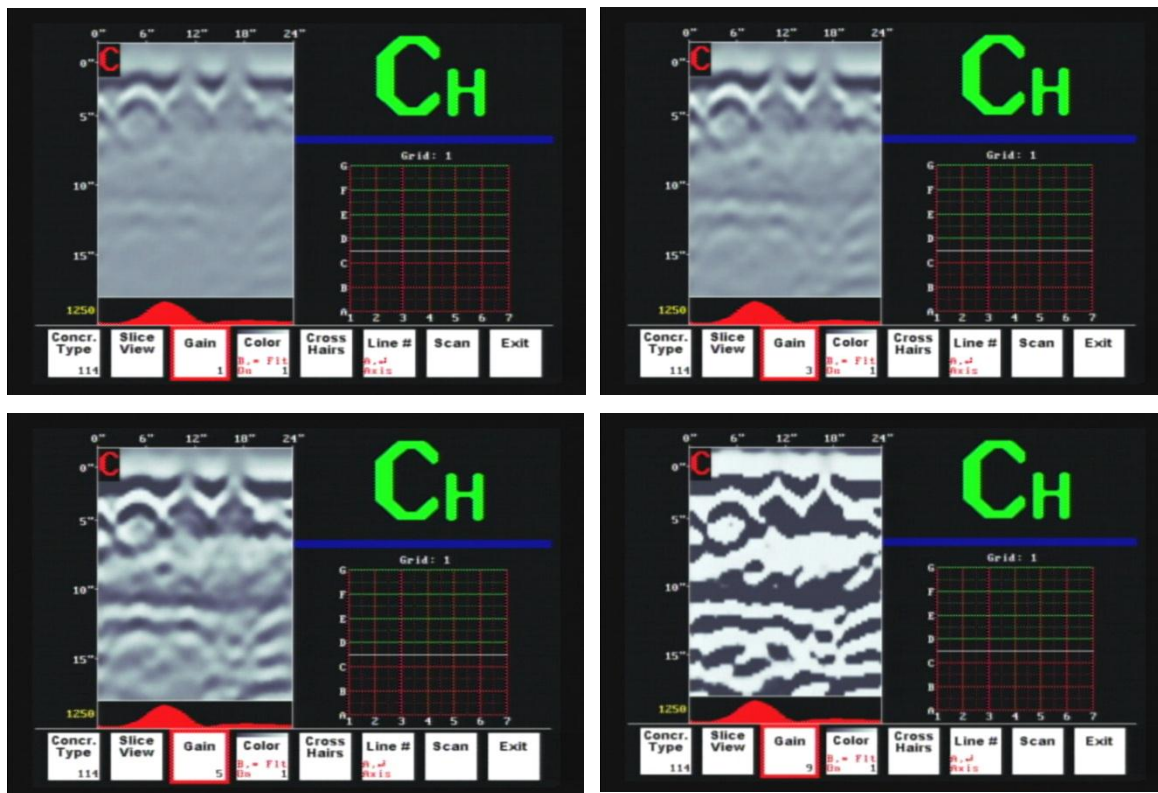 0" 6" 12" 18" 24"
C
CH
0"
5"
10"
15"
Grid: 1
G
F
E
D
C
B
A
1 2 3 4 5 6 7
1250
Concr. Type 114
Slice View
Gain 1
Color B.= Flt On 1
Cross Hairs
Line # A.↵ Axis
Scan
Exit
0" 6" 12" 18" 24"
C
CH
0"
5"
10"
15"
Grid: 1
G
F
E
D
C
B
A
1 2 3 4 5 6 7
1250
Concr. Type 114
Slice View
Gain 3
Color B.= Flt On 1
Cross Hairs
Line # A.↵ Axis
Scan
Exit
0" 6" 12" 18" 24"
C
CH
0"
5"
10"
15"
Grid: 1
G
F
E
D
C
B
A
1 2 3 4 5 6 7
1250
Concr. Type 114
Slice View
Gain 5
Color B.= Flt On 1
Cross Hairs
Line # A.↵ Axis
Scan
Exit
0" 6" 12" 18" 24"
C
CH
0"
5"
10"
15"
Grid: 1
G
F
E
D
C
B
A
1 2 3 4 5 6 7
1250
Concr. Type 114
Slice View
Gain 9
Color B.= Flt On 1
Cross Hairs
Line # A.↵ Axis
Scan
Exit